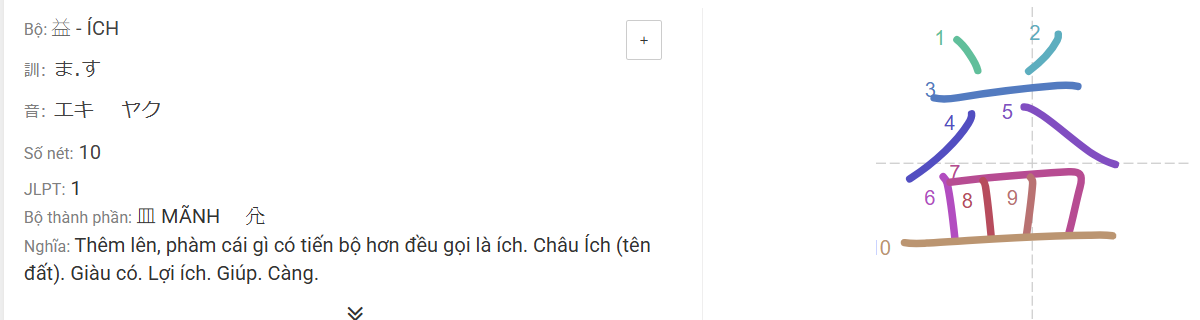 Bộ: 益 - ÍCH
+
訓: ま.す
音: エキ ヤク
Số nét: 10
JLPT: 1
Bộ thành phần: 皿 MÃNH 𠔉
Nghĩa: Thêm lên, phàm cái gì có tiến bộ hơn đều gọi là ích. Châu Ích (tên
đất). Giàu có. Lợi ích. Giúp. Càng.
益
1 2
3
4 5
6 7 8 9
10